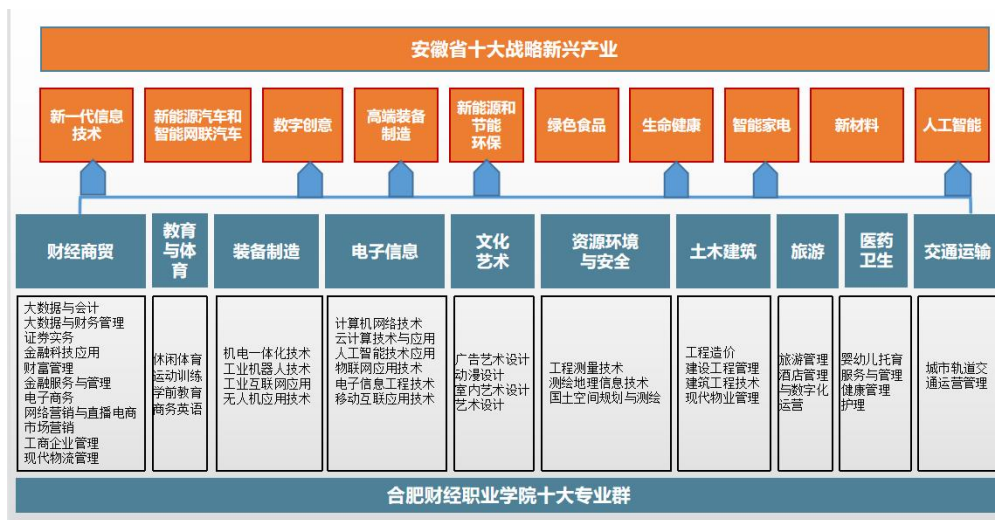 安徽省十大战略新兴产业
新一代信息
技术
新能源汽车和
智能网联汽车
数字创意
高端装备
制造
新能源和
节能
环保
绿色食品
生命健康
智能家电
新材料
人工智能
财经商贸
教育
与体
育
装备制造
电子信息
文化
艺术
资源环境
与安全
土木建筑
旅游
医药
卫生
交通运输
大数据与会计
大数据与财务管理
证券实务
金融科技应用
财富管理
金融服务与管理
电子商务
网络营销与直播电商
市场营销
工商企业管理
现代物流管理
休闲体育
运动训练
学前教育
商务英语
机电一体化技术
工业机器人技术
工业互联网应用
无人机应用技术
计算机网络技术
云计算技术与应用
人工智能技术应用
物联网应用技术
电子信息工程技术
移动互联应用技术
广告艺术设计
动漫设计
室内艺术设计
艺术设计
工程测量技术
测绘地理信息技术
国土空间规划与测绘
工程造价
建设工程管理
建筑工程技术
现代物业管理
旅游管理
酒店管理
与数字化
运营
婴幼儿托育
服务与管理
健康管理
护理
城市轨道交
通运营管理
合肥财经职业学院十大专业群